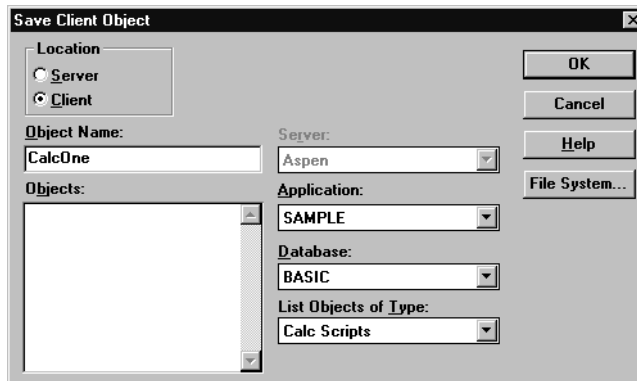 Save Client Object
Location
Server
Client
Object Name:
CalcOne
Objects:
Server:
Aspen
Application:
SAMPLE
Database:
BASIC
List Objects of Type:
Calc Scripts
OK
Cancel
Help
File System...